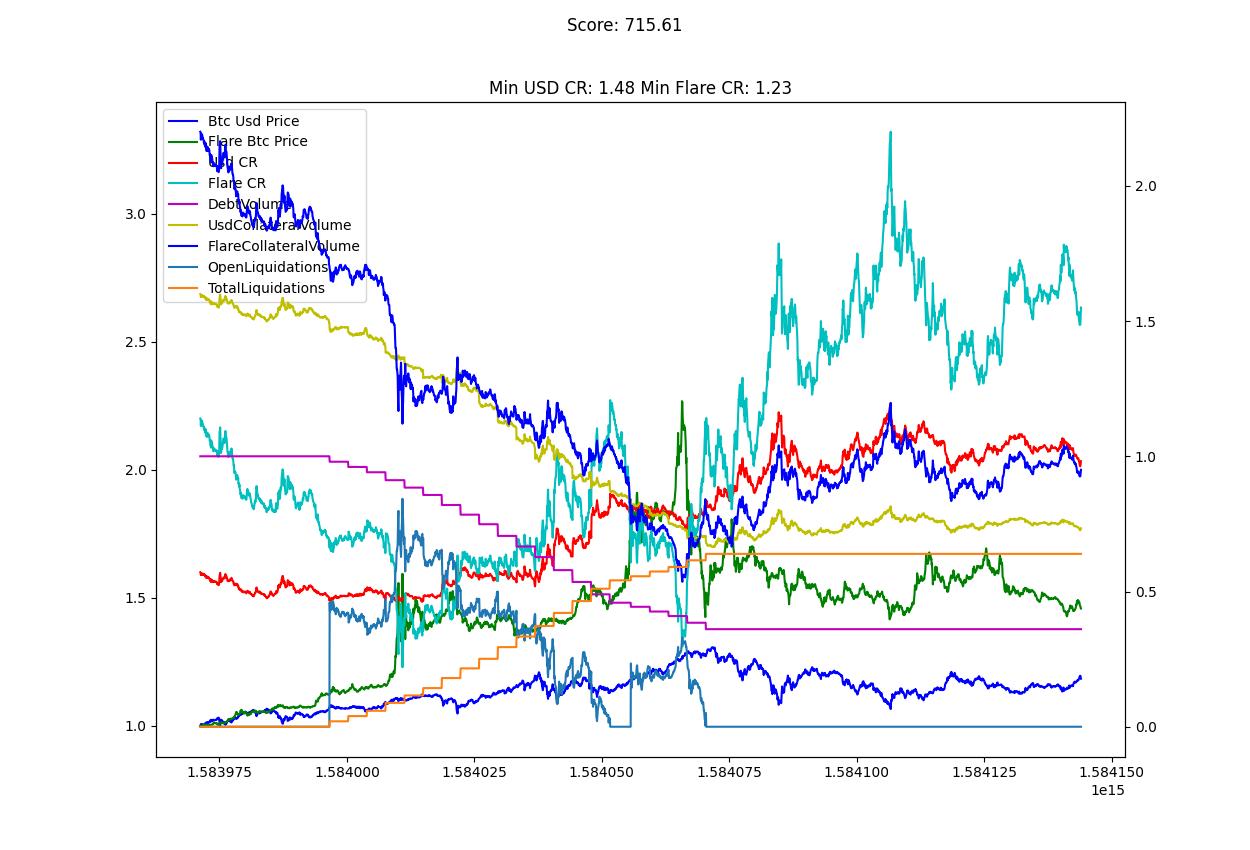 Score: 715.61
Min USD CR: 1.48 Min Flare CR: 1.23
Btc Usd Price
Flare Btc Price
Usd CR
Flare CR
DebtVolume
UsdCollateralVolume
FlareCollateralVolume
OpenLiquidations
TotalLiquidations
3.0
2.5
2.0
1.5
1.0
2.0
1.5
1.0
0.5
0.0
1.583975 1.584000 1.584025 1.584050 1.584075 1.584100 1.584125 1.584150
1e15